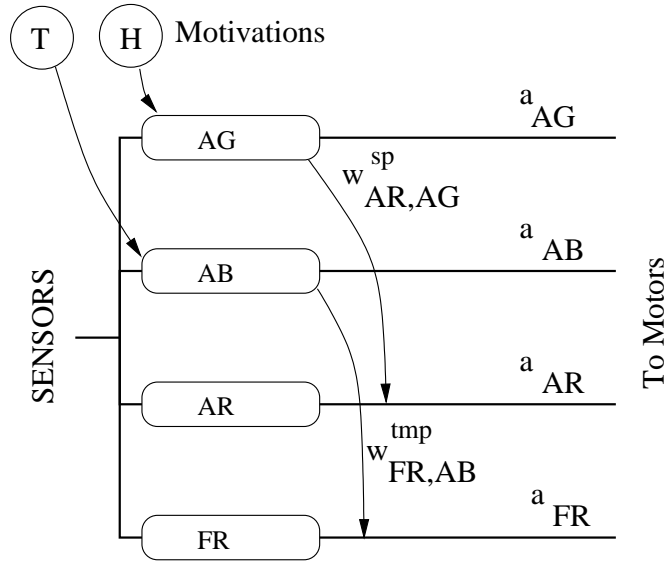 T
H
Motivations
AG
a AG
w sp AR,AG
AB
a AB
SENSORS
To Motors
AR
a AR
w tmp FR,AB
FR
a FR